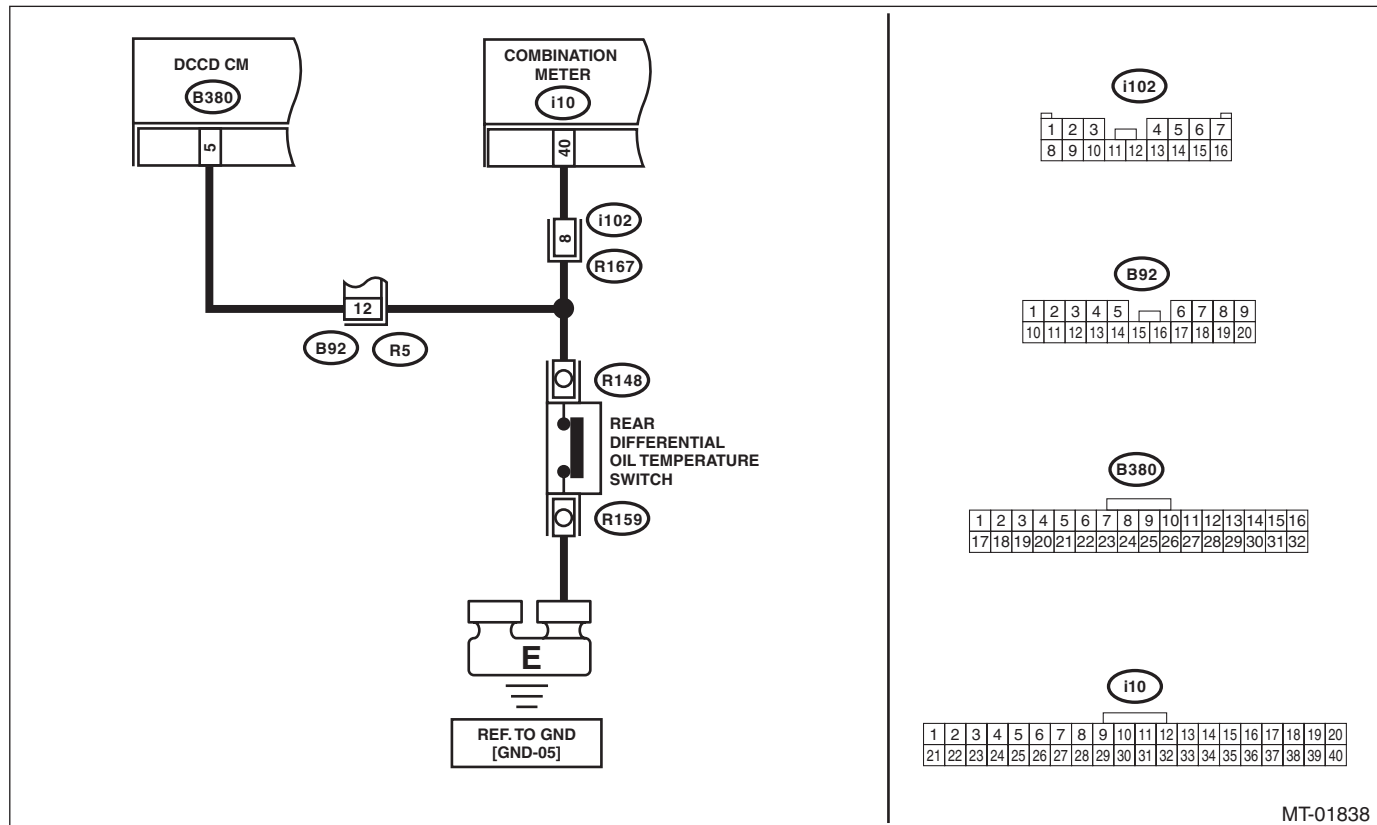 DCCD CM
B380
5
COMBINATION
METER
i10
40
8
i102
R167
12
B92
R5
R148
REAR
DIFFERENTIAL
OIL TEMPERATURE
SWITCH
R159
E
REF. TO GND
[GND-05]
i102
1 2 3 4 5 6 7
8 9 10 11 12 13 14 15 16
B92
1 2 3 4 5 6 7 8 9
10 11 12 13 14 15 16 17 18 19 20
B380
1 2 3 4 5 6 7 8 9 10 11 12 13 14 15 16
17 18 19 20 21 22 23 24 25 26 27 28 29 30 31 32
i10
1 2 3 4 5 6 7 8 9 10 11 12 13 14 15 16 17 18 19 20
21 22 23 24 25 26 27 28 29 30 31 32 33 34 35 36 37 38 39 40
MT-01838